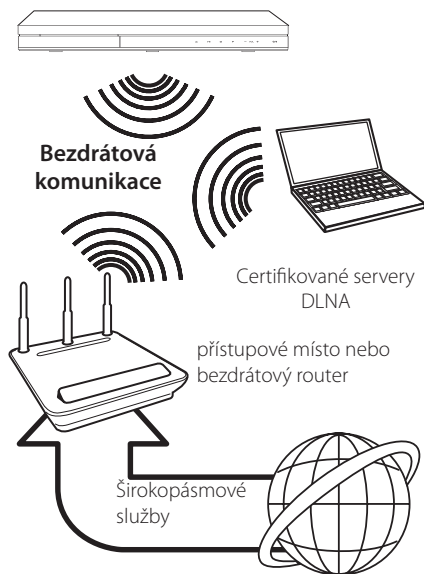 Bezdrátová
komunikace
Certifikované servery
DLNA
přístupové místo nebo
bezdrátový router
Širokopásmové
služby